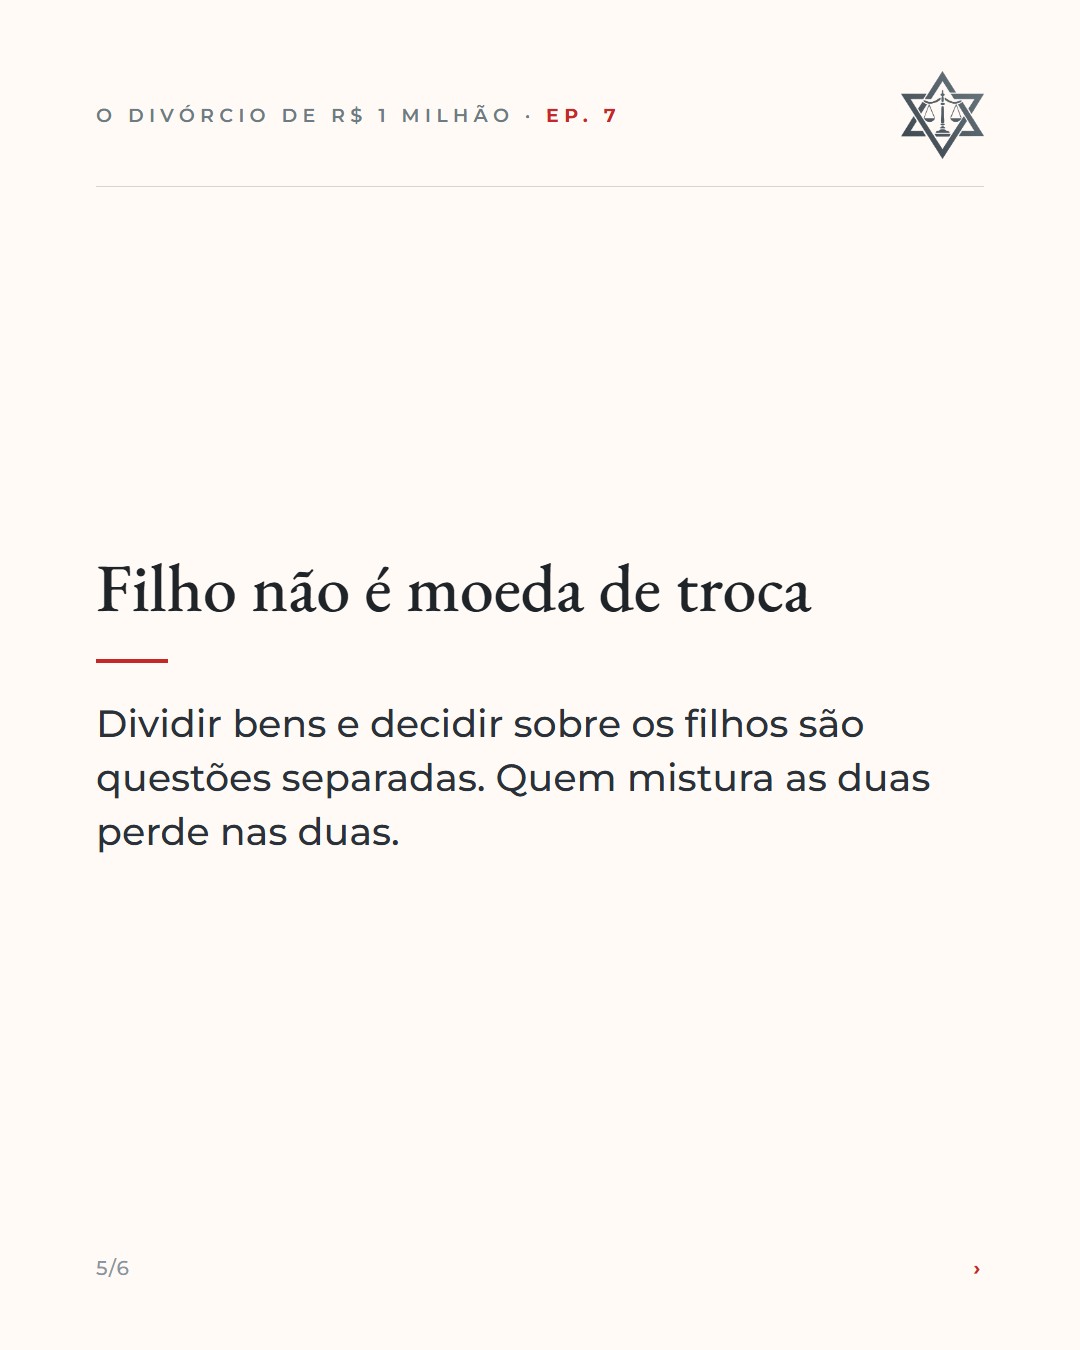 O DIVÓRCIO DE R$ 1 MILHÃO · EP. 7
Filho não é moeda de troca
Dividir bens e decidir sobre os filhos são
questões separadas. Quem mistura as duas
perde nas duas.
5/6
›